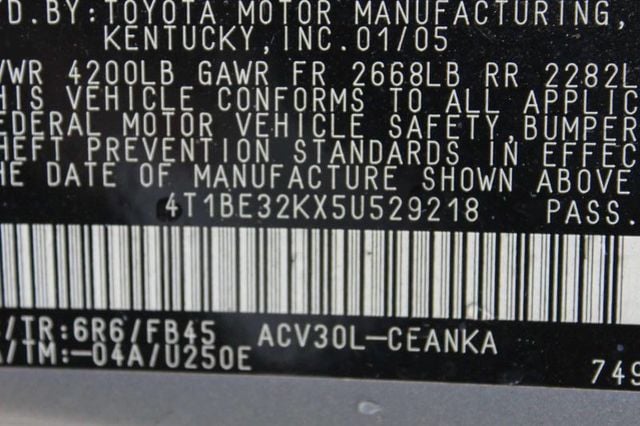 D.BY:TOYOTA MOTOR MANUFACTURING,
KENTUCKY,INC.01/05
VWR 4200LB GAWR FR 2668LB RR 2282L
HIS VEHICLE CONFORMS TO ALL APPLIC
EDERAL MOTOR VEHICLE SAFETY,BUMPER
HEFT PREVENTION STANDARDS IN EFFEC
HE DATE OF MANUFACTURE SHOWN ABOVE
4T1BE32KX5U529218 PASS.
/TR:6R6/FB45 ACV30L-CEANKA
A/TM:-04A/U250E
749